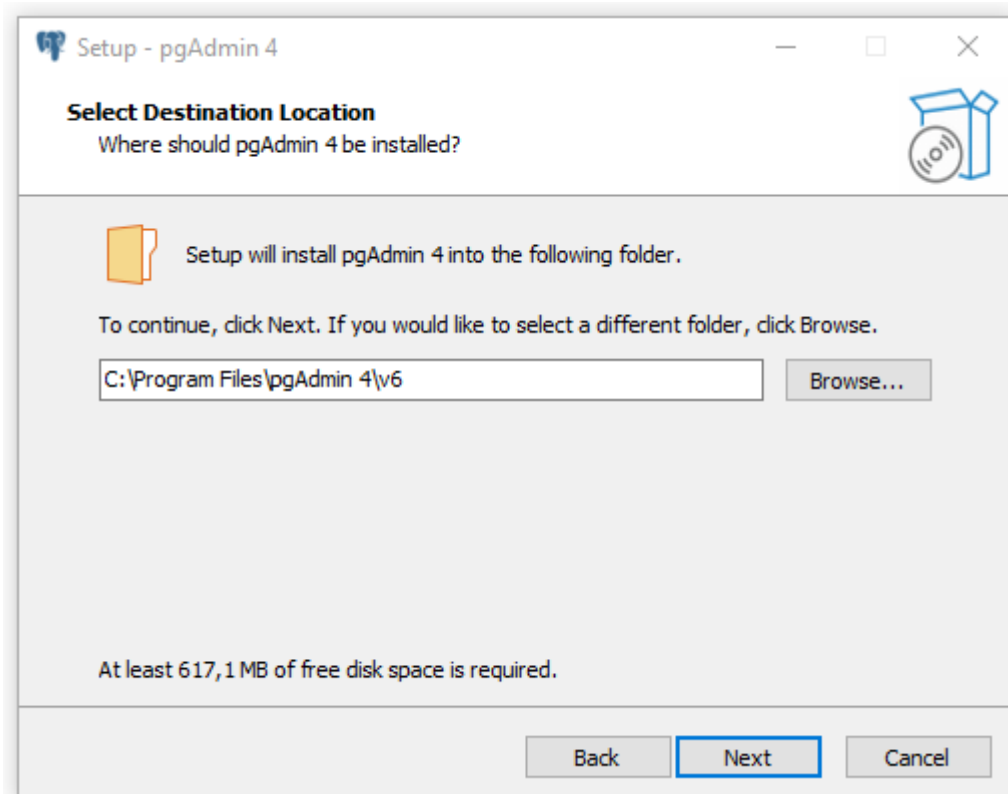 Setup - pgAdmin 4
Select Destination Location
Where should pgAdmin 4 be installed?
Setup will install pgAdmin 4 into the following folder.
To continue, click Next. If you would like to select a different folder, click Browse.
C:\Program Files\pgAdmin 4\v6
Browse...
At least 617,1 MB of free disk space is required.
Back
Next
Cancel